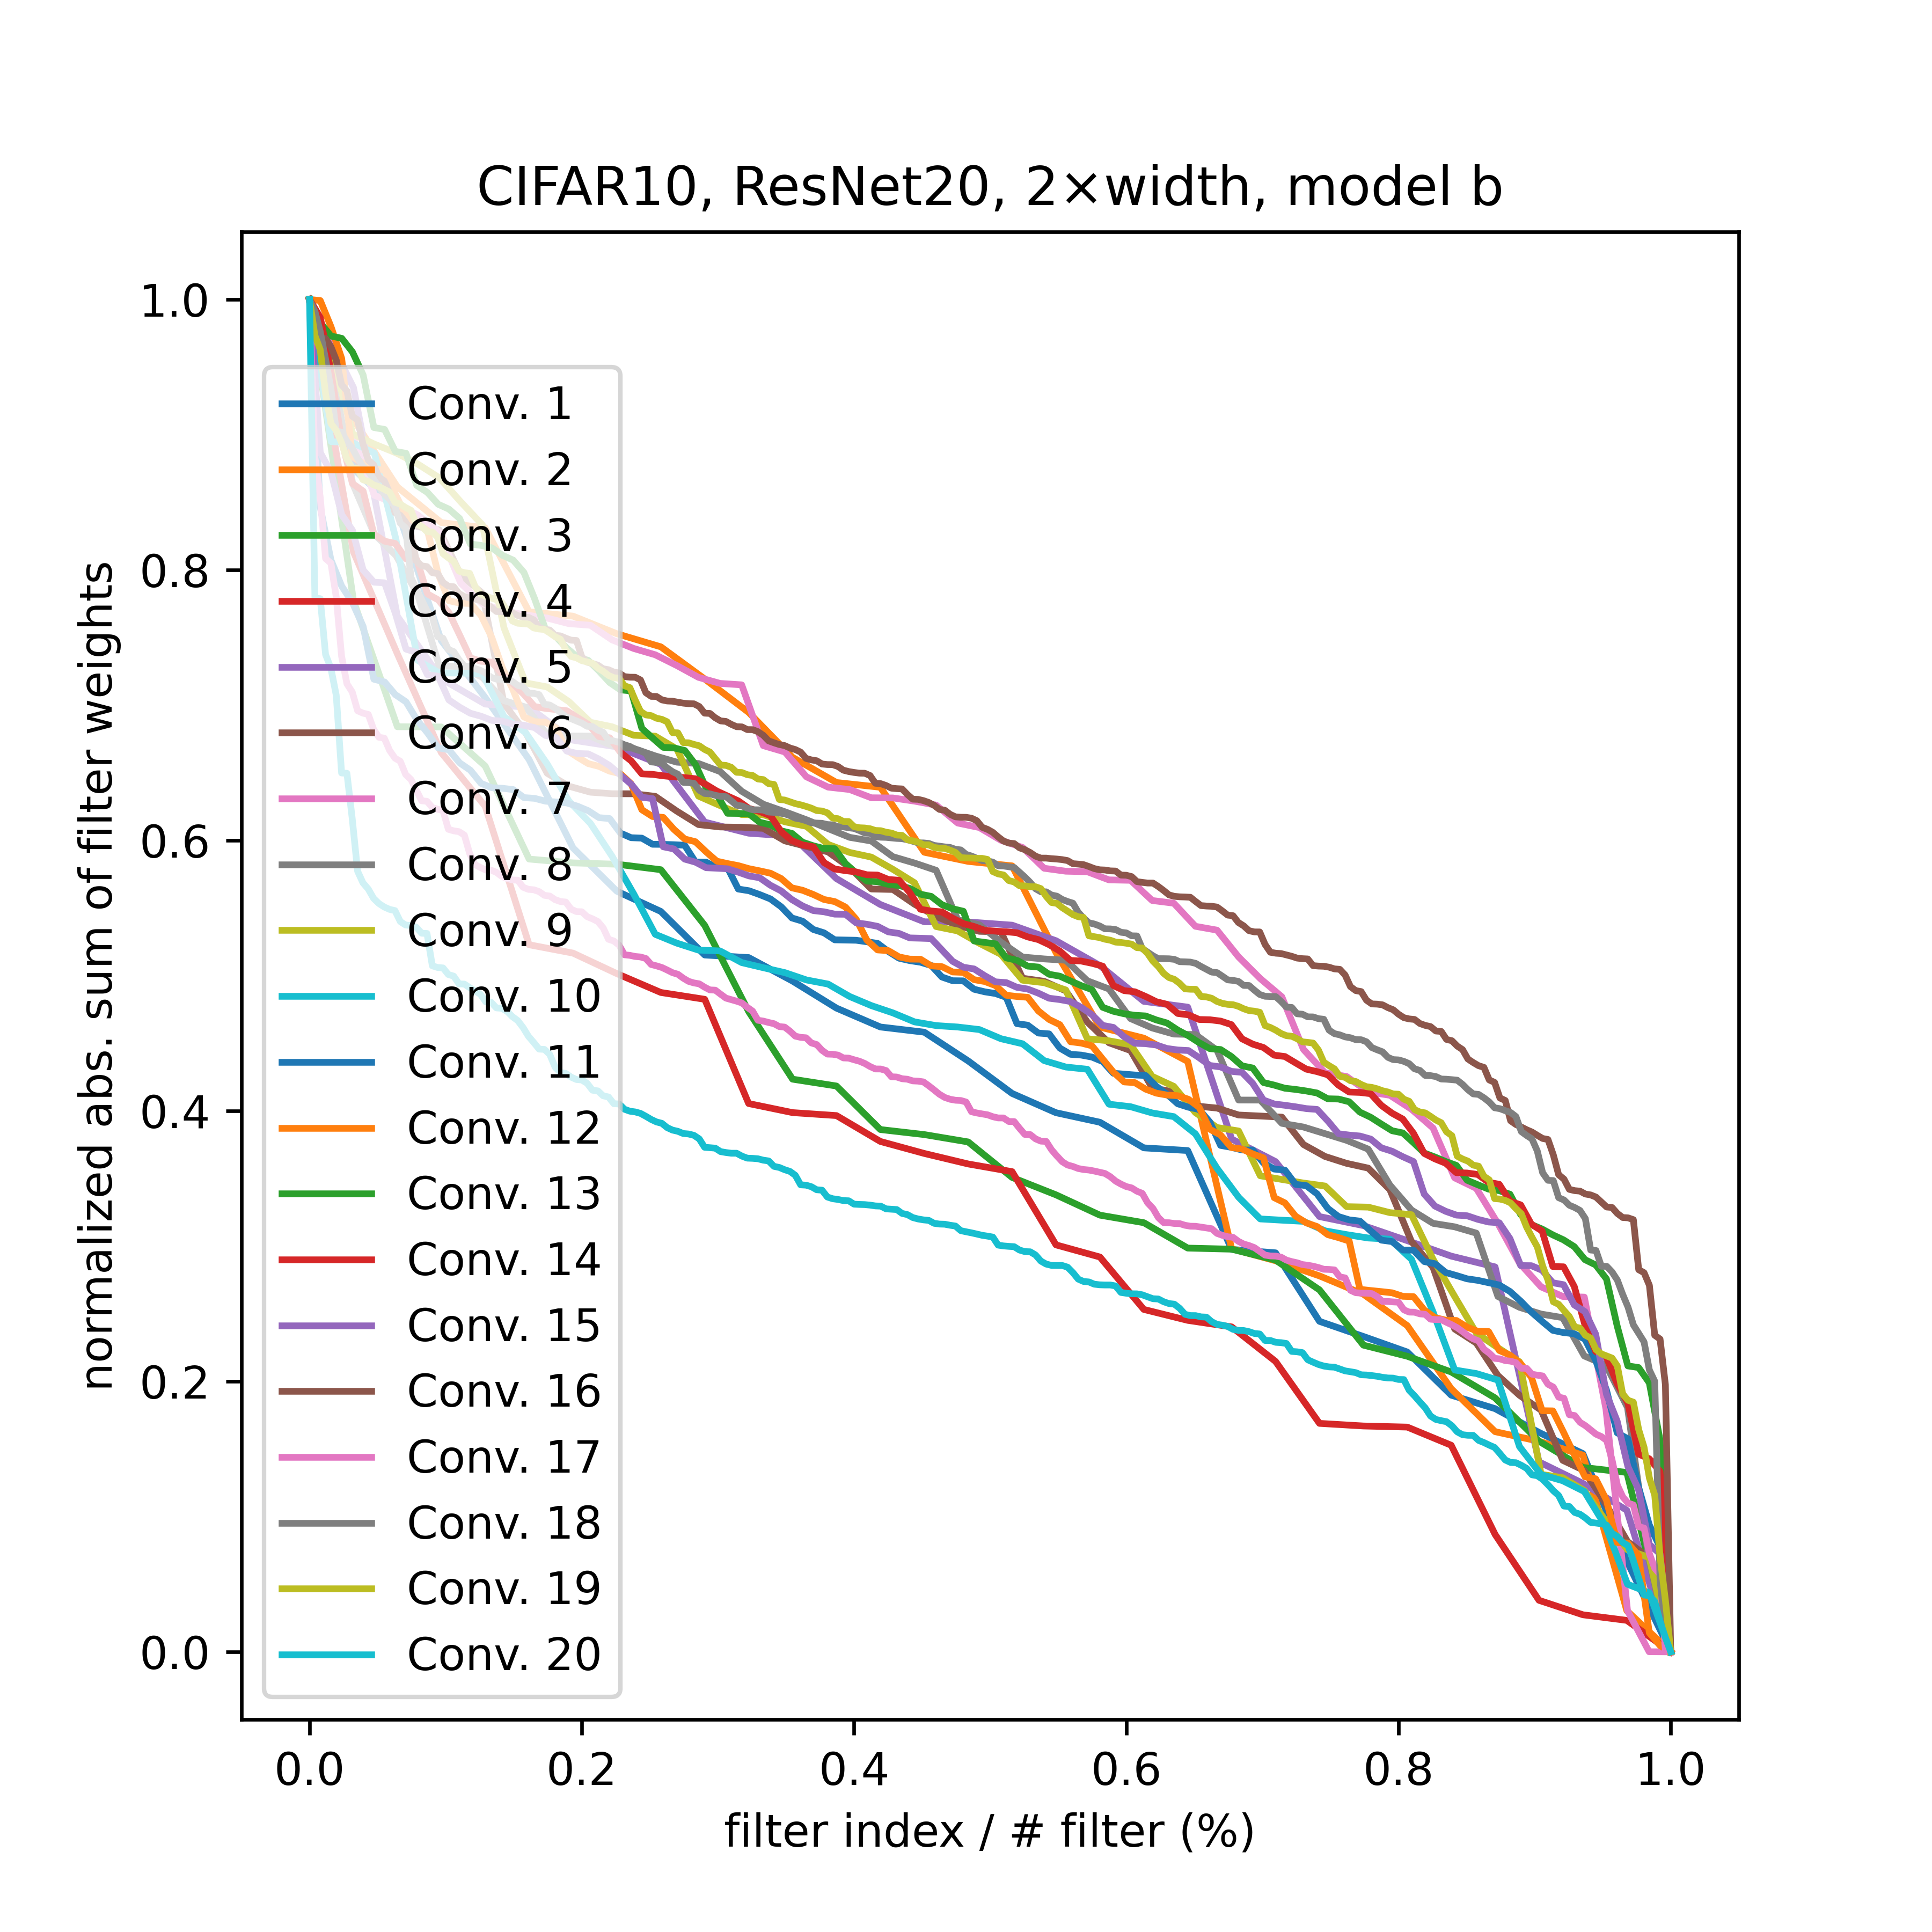 CIFAR10, ResNet20, 2×width, model b
normalized abs. sum of filter weights
1.0
0.8
0.6
0.4
0.2
0.0
Conv. 1
Conv. 2
Conv. 3
Conv. 4
Conv. 5
Conv. 6
Conv. 7
Conv. 8
Conv. 9
Conv. 10
Conv. 11
Conv. 12
Conv. 13
Conv. 14
Conv. 15
Conv. 16
Conv. 17
Conv. 18
Conv. 19
Conv. 20
0.0 0.2 0.4 0.6 0.8 1.0
filter index / # filter (%)